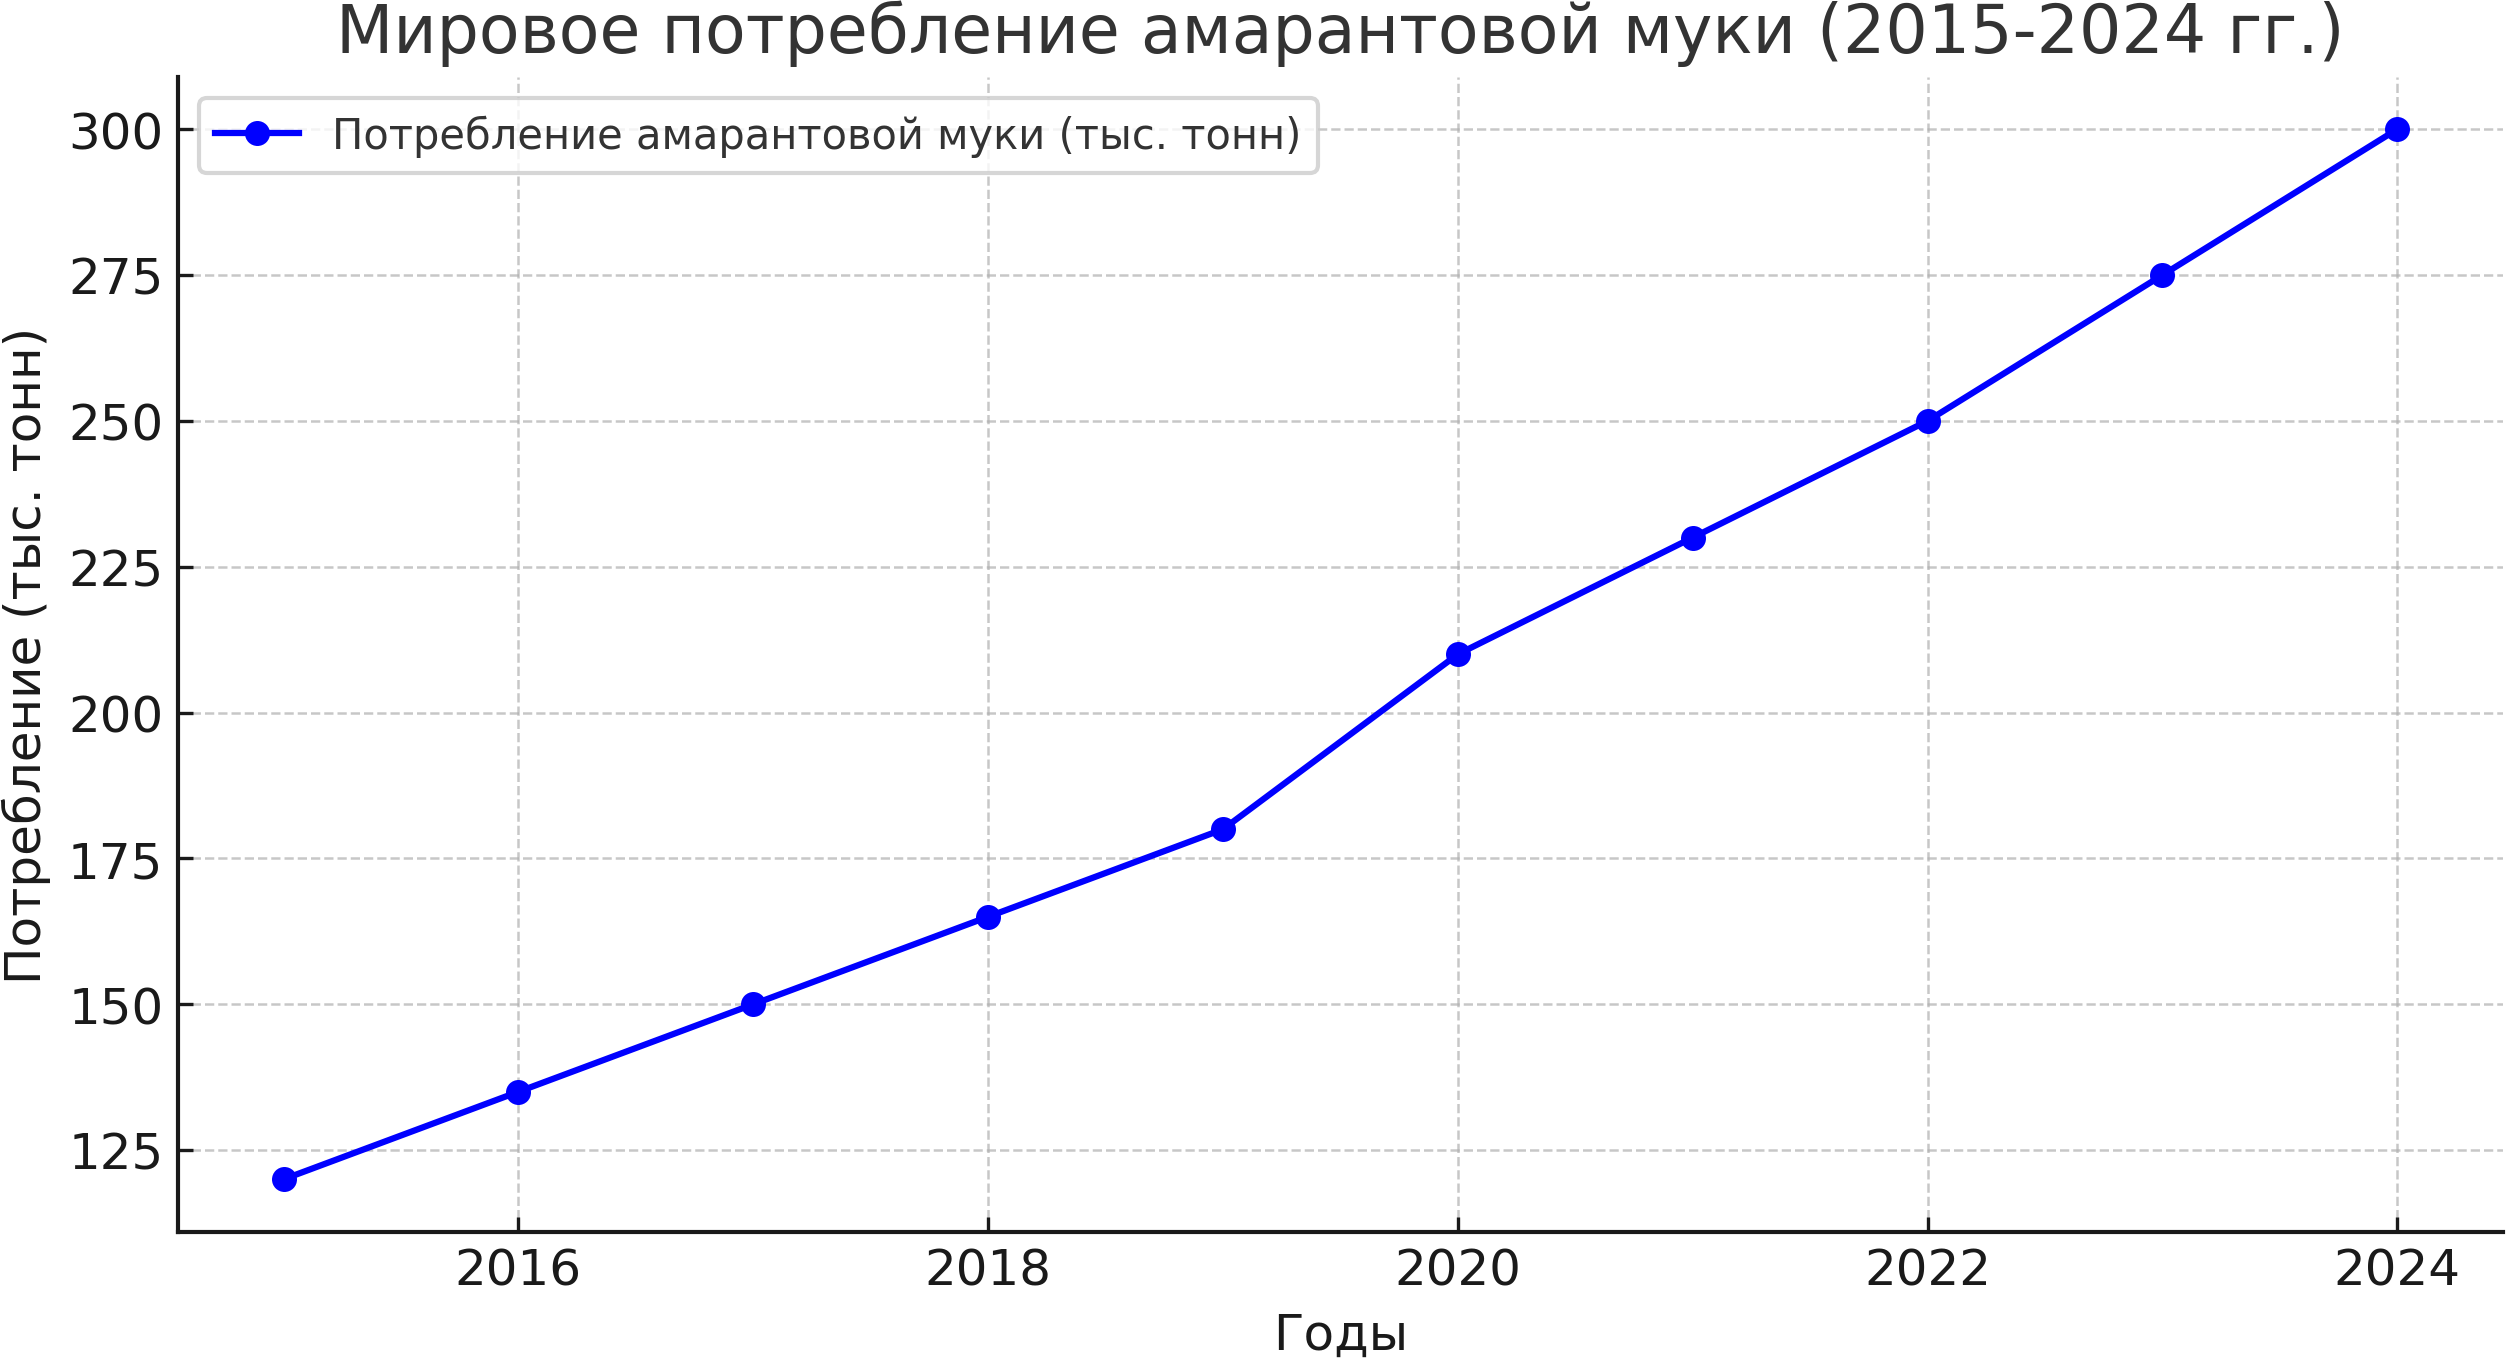 Мировое потребление амарантовой муки (2015-2024 гг.)
Потребление амарантовой муки (тыс. тонн)
Потребление (тыс. тонн)
300
275
250
225
200
175
150
125
2016 2018 2020 2022 2024
Годы